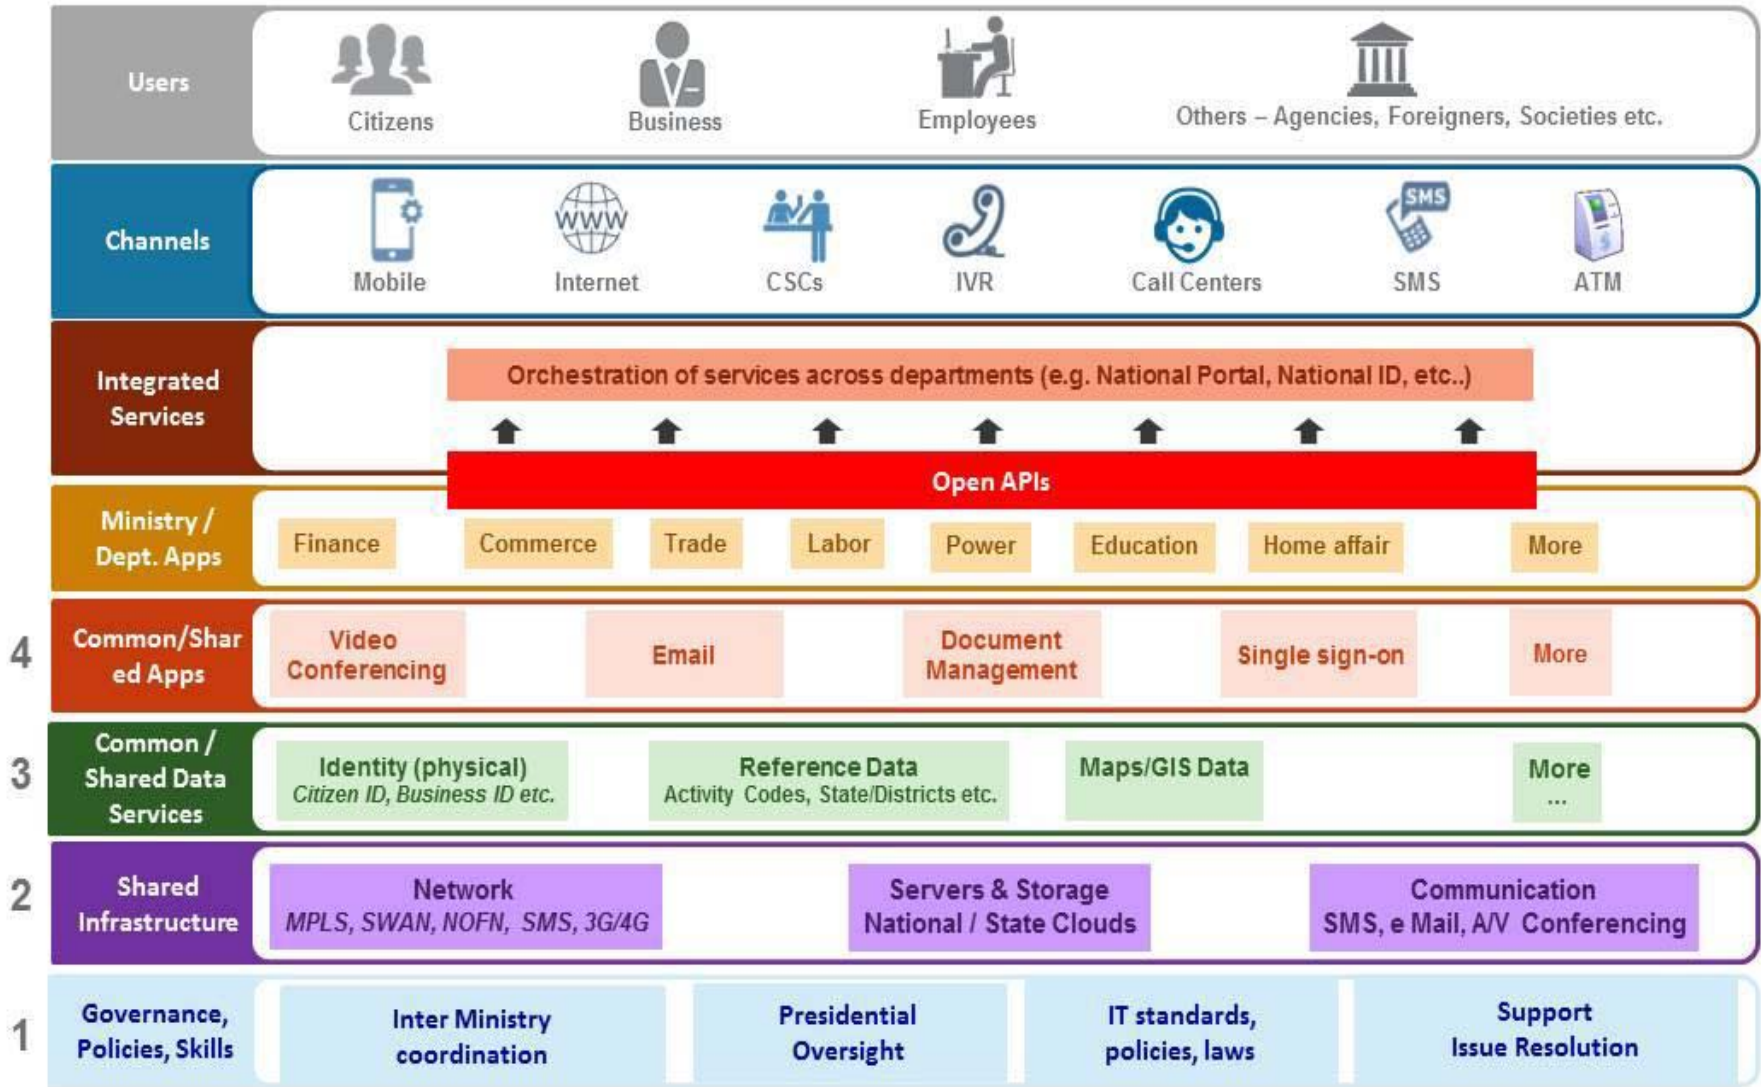 Users
Citizens
Business
Employees
Others – Agencies, Foreigners, Societies etc.
Channels
WWW
SMS
$
Mobile
Internet
CSCs
IVR
Call Centers
SMS
ATM
Integrated
Services
Orchestration of services across departments (e.g. National Portal, National ID, etc..)
Open APIs
Ministry /
Dept. Apps
Finance
Commerce
Trade
Labor
Power
Education
Home affair
More
4
Common/Shar
ed Apps
Video
Conferencing
Email
Document
Management
Single sign-on
More
3
Common /
Shared Data
Services
Identity (physical)
Citizen ID, Business ID etc.
Reference Data
Activity Codes, State/Districts etc.
Maps/GIS Data
More
...
2
Shared
Infrastructure
Network
MPLS, SWAN, NOFN, SMS, 3G/4G
Servers & Storage
National / State Clouds
Communication
SMS, e Mail, A/V Conferencing
1
Governance,
Policies, Skills
Inter Ministry
coordination
Presidential
Oversight
IT standards,
policies, laws
Support
Issue Resolution